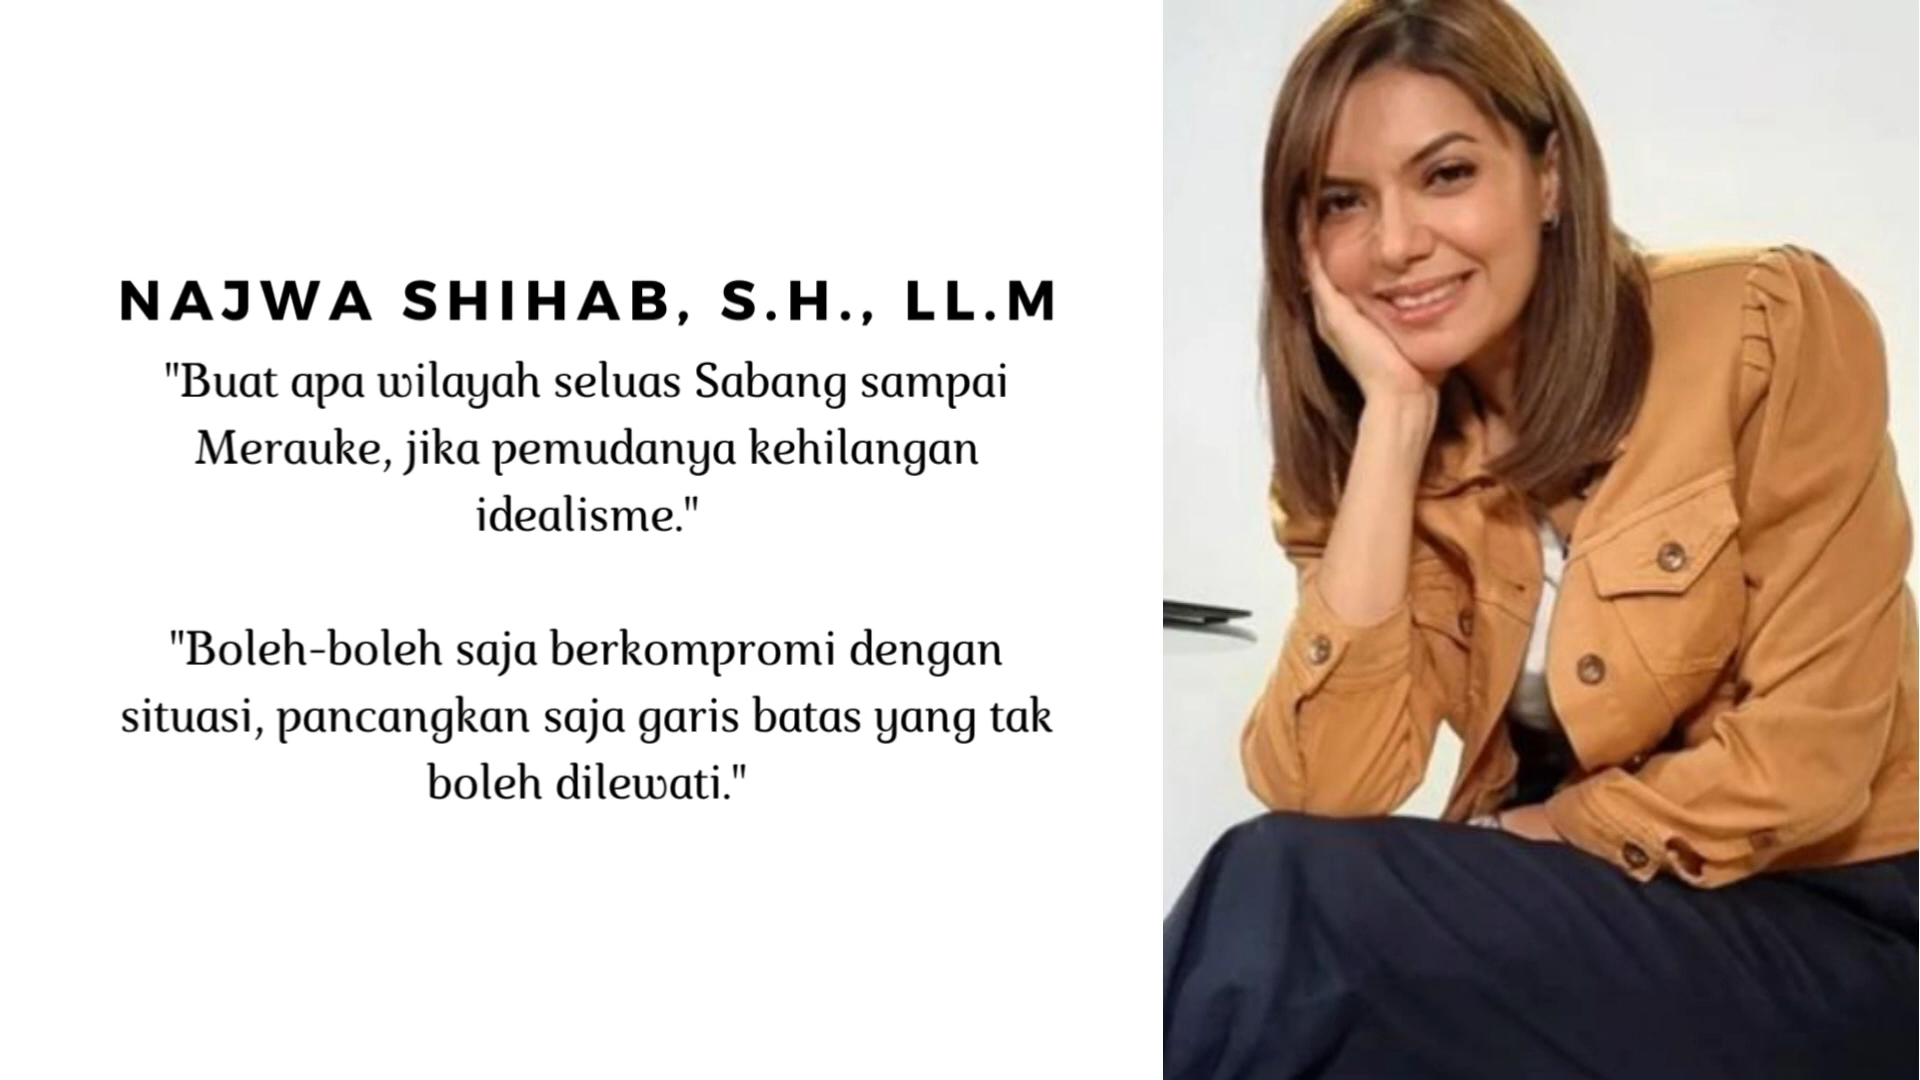 NAJWA SHIHAB, S.H., LL.M
"Buat apa wilayah seluas Sabang sampai
Merauke, jika pemudanya kehilangan
idealisme."
"Boleh-boleh saja berkompromi dengan
situasi, pancangkan saja garis batas yang tak
boleh dilewati."